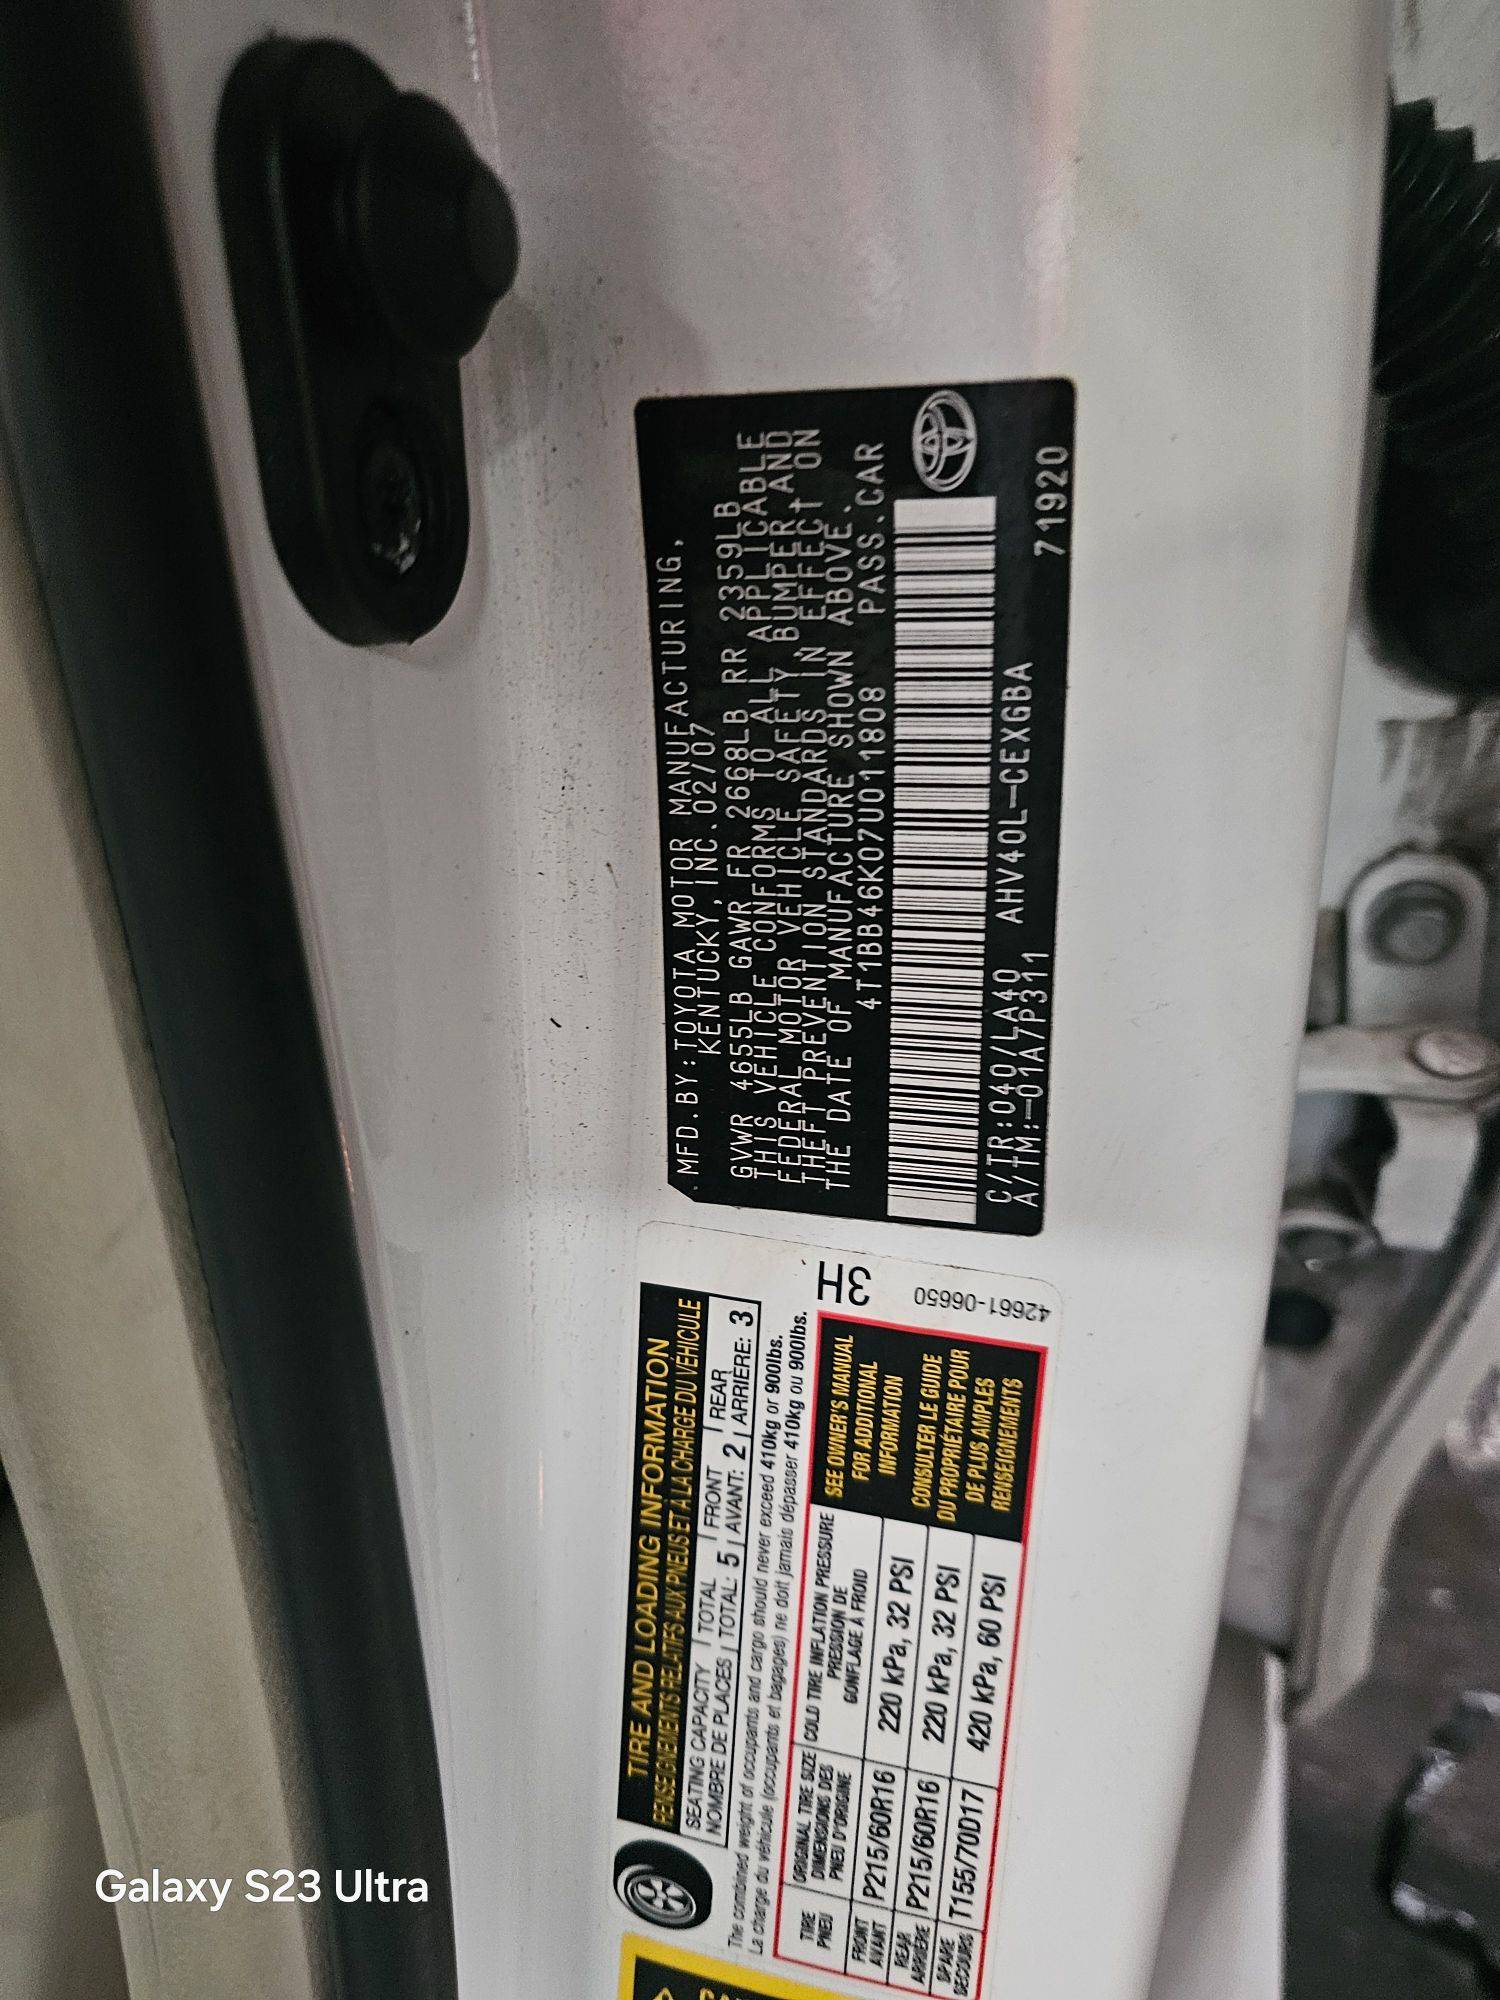 MFD.BY:TOYOTA MOTOR MANUFACTURING,
KENTUCKY,INC.02/07
GVWR 4655LB GAWR FR 2668LB RR 2359LB
THIS VEHICLE CONFORMS TO ALL APPLICABLE
FEDERAL MOTOR VEHICLE SAFETY, BUMPER, AND
THEFT PREVENTION STANDARDS IN EFFECT ON
THE DATE OF MANUFACTURE SHOWN ABOVE.
4T1BB46K07U011808 PASS.CAR
C/TR:040/LA40 AHV40L-CEXGBA
A/TM:-01A/P311 71920
3H
42661-06650
TIRE AND LOADING INFORMATION
RENSEIGNEMENTS RELATIFS AUX PNEUS ET À LA CHARGE DU VÉHICULE
SEATING CAPACITY TOTAL FRONT REAR
NOMBRE DE PLACES TOTAL: 5 AVANT: 2 ARRIÈRE: 3
The combined weight of occupants and cargo should never exceed 410kg or 900lbs.
La charge du véhicule (occupants et bagages) ne doit jamais dépasser 410kg ou 900lbs.
TIRE ORIGINAL TIRE SIZE COLD TIRE INFLATION PRESSURE
PNEU DIMENSIONS DES PRESSION DE
PNEU D'ORIGINE GONFLAGE À FROID
FRONT
AVANT P215/60R16 220 kPa, 32 PSI
REAR
ARRIÈRE P215/60R16 220 kPa, 32 PSI
SPARE
SECOURS T155/70D17 420 kPa, 60 PSI
SEE OWNER'S MANUAL
FOR ADDITIONAL
INFORMATION
CONSULTER LE GUIDE
DU PROPRIÉTAIRE POUR
DE PLUS AMPLES
RENSEIGNEMENTS
Galaxy S23 Ultra